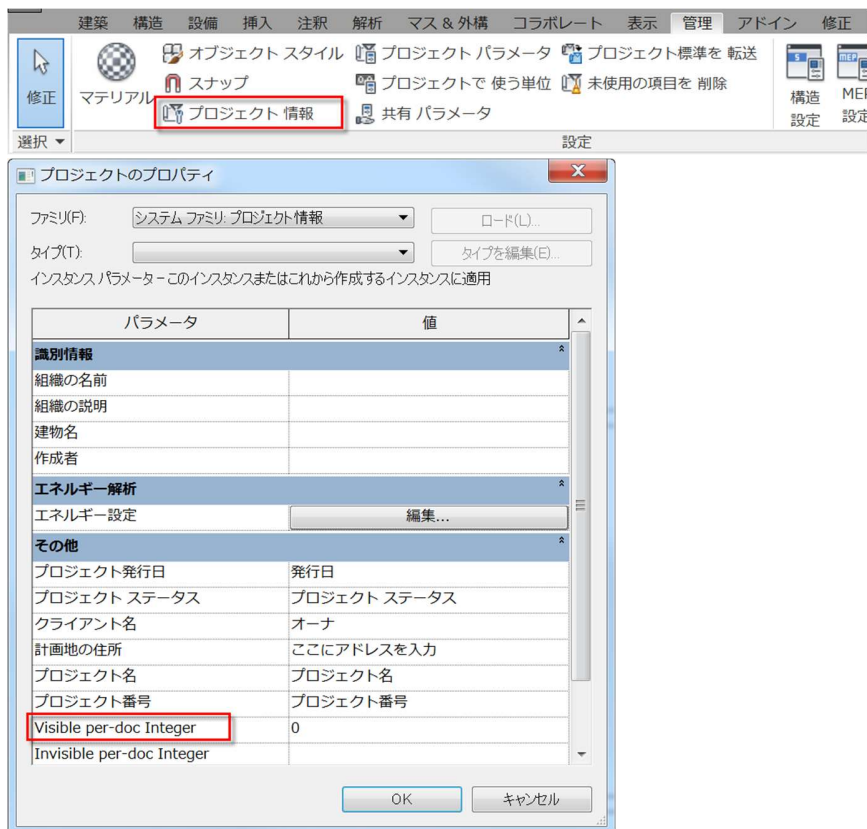 建築 構造 設備 挿入 注釈 解析 マス & 外構 コラボレート 表示 管理 アドイン 修正
オブジェクト スタイル プロジェクト パラメータ プロジェクト標準を 転送
スナップ プロジェクトで 使う単位 未使用の項目を 削除
修正 マテリアル プロジェクト 情報 共有 パラメータ 構造 設定
選択 設定
プロジェクトのプロパティ
ファミリ(F): システム ファミリ: プロジェクト情報 ロード(L)...
タイプ(T): タイプを編集(E)...
インスタンス パラメータ - このインスタンスまたはこれから作成するインスタンスに適用
パラメータ 値
識別情報
組織の名前
組織の説明
建物名
作成者
エネルギー解析
エネルギー設定 編集...
その他
プロジェクト発行日 発行日
プロジェクト ステータス プロジェクト ステータス
クライアント名 オーナ
計画地の住所 ここにアドレスを入力
プロジェクト名 プロジェクト名
プロジェクト番号 プロジェクト番号
Visible per-doc Integer 0
Invisible per-doc Integer
OK キャンセル